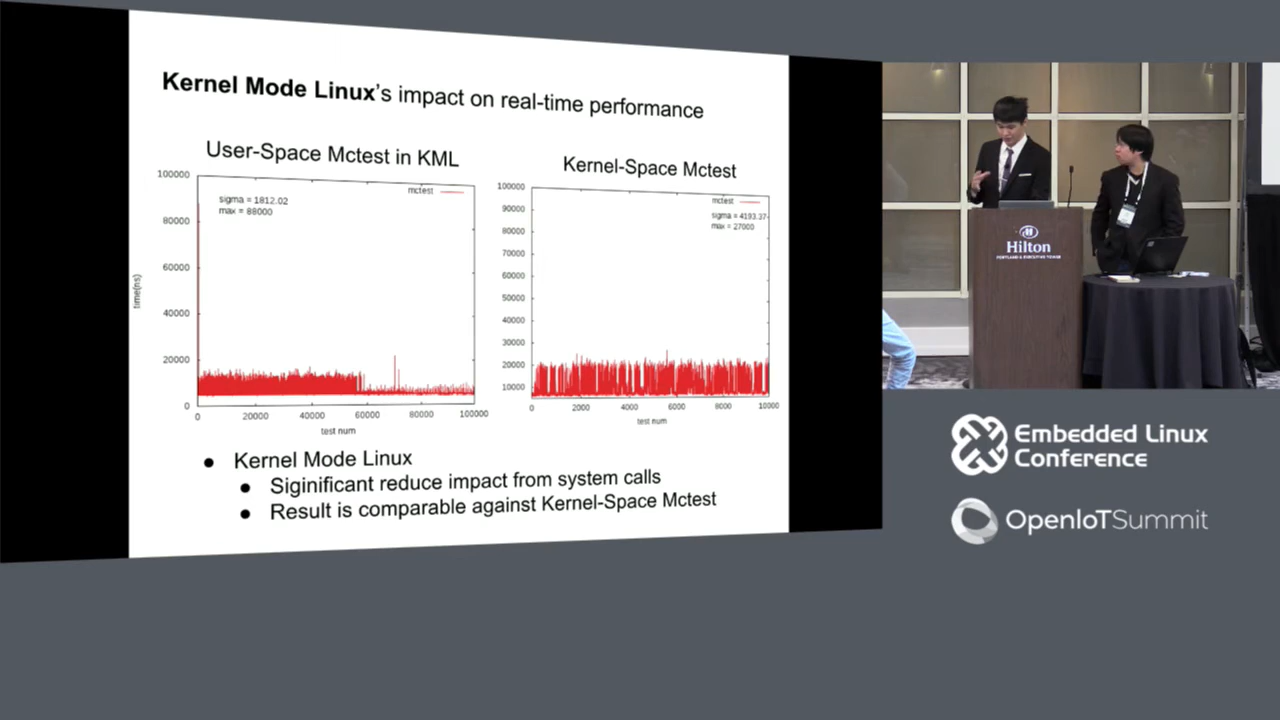 Kernel Mode Linux's impact on real-time performance
User-Space Mctest in KML
Kernel-Space Mctest
100000
80000
60000
40000
20000
0
time(ns)
sigma = 1812.02
max = 88000
mctest
0 20000 40000 60000 80000 100000
test num
100000
90000
80000
70000
60000
50000
40000
30000
20000
10000
mctest
sigma = 4193.37
max = 27000
0 2000 4000 6000 8000 10000
test num
● Kernel Mode Linux
● Siginificant reduce impact from system calls
● Result is comparable against Kernel-Space Mctest
Hilton
PORTLAND & EXECUTIVE TOWER
Embedded Linux
Conference
OpenIoTSummit